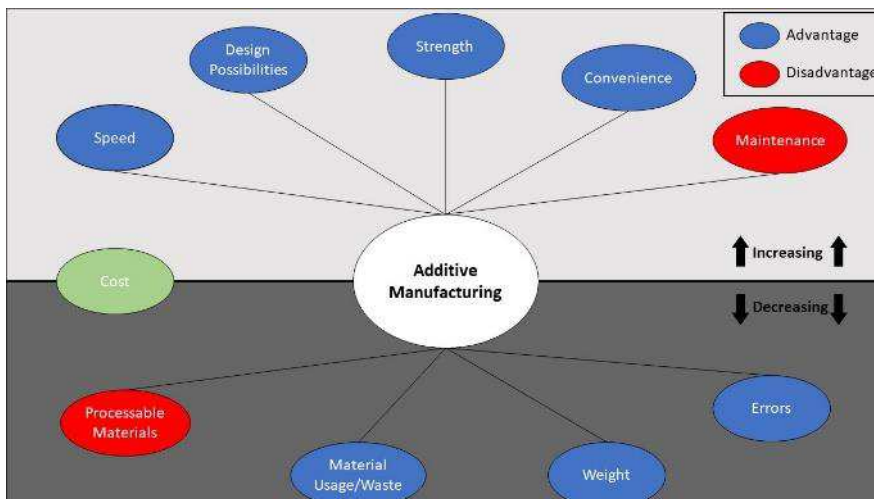 Design
Possibilities
Strength
Convenience
Advantage
Disadvantage
Speed
Maintenance
Cost
Additive
Manufacturing
Increasing
Decreasing
Processable
Materials
Material
Usage/Waste
Weight
Errors